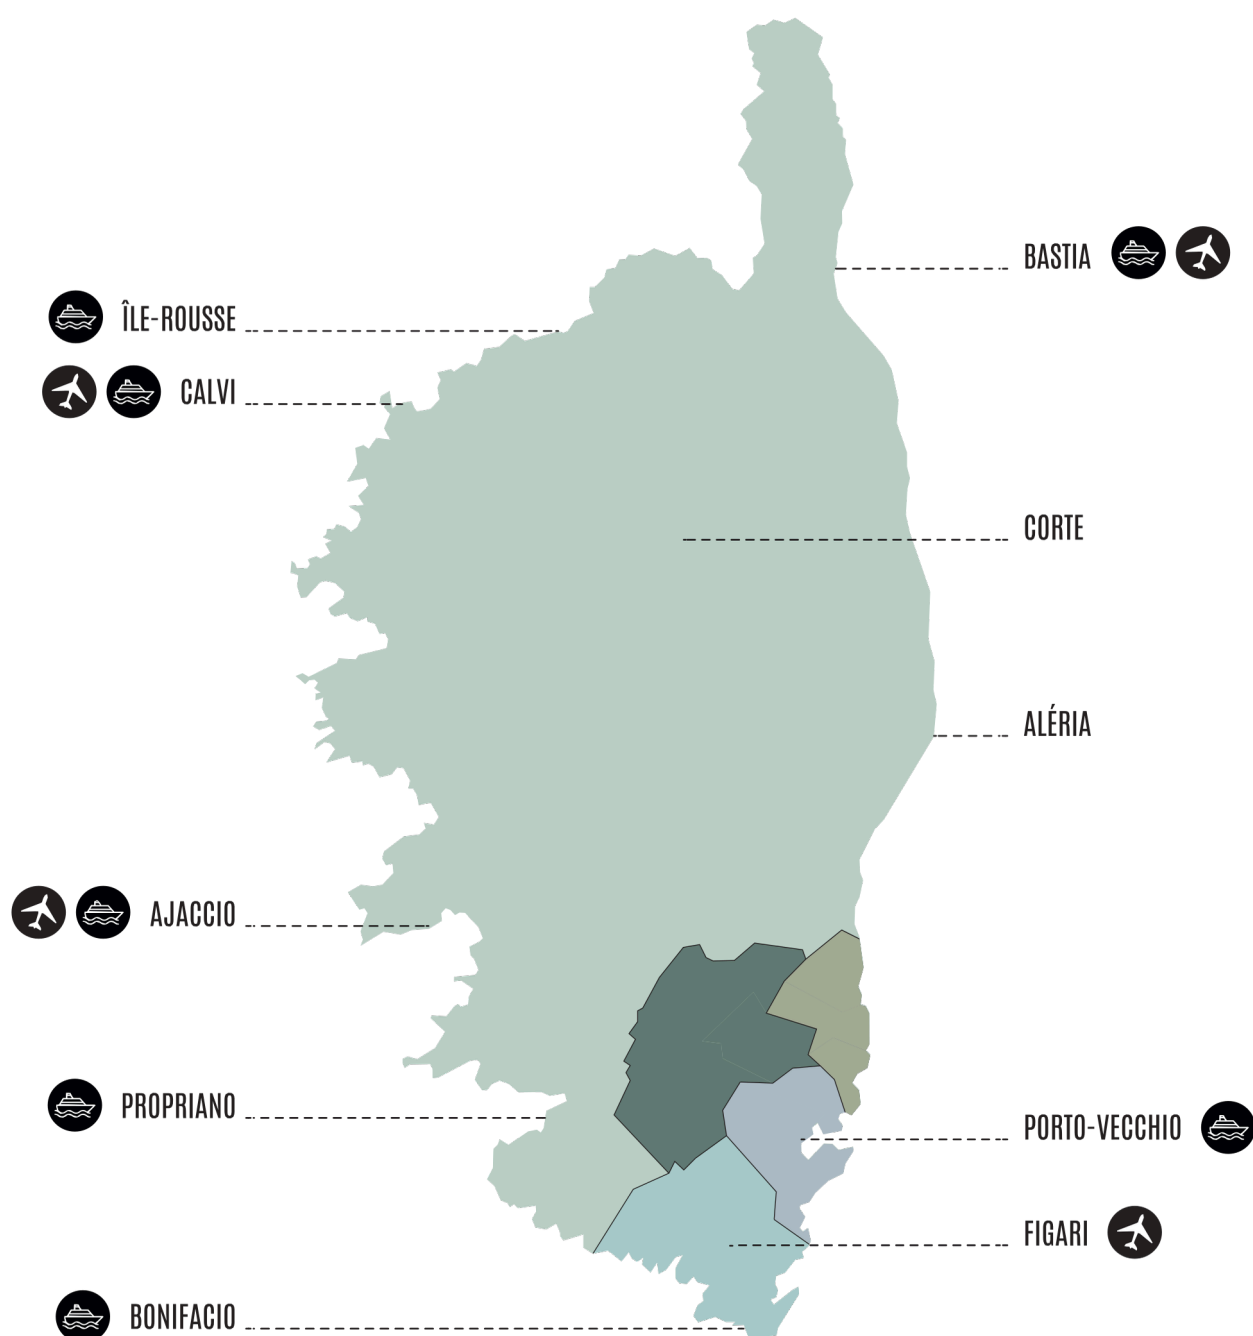 BASTIA
ÎLE-ROUSSE
CALVI
CORTE
ALÉRIA
AJACCIO
PROPRIANO
PORTO-VECCHIO
FIGARI
BONIFACIO